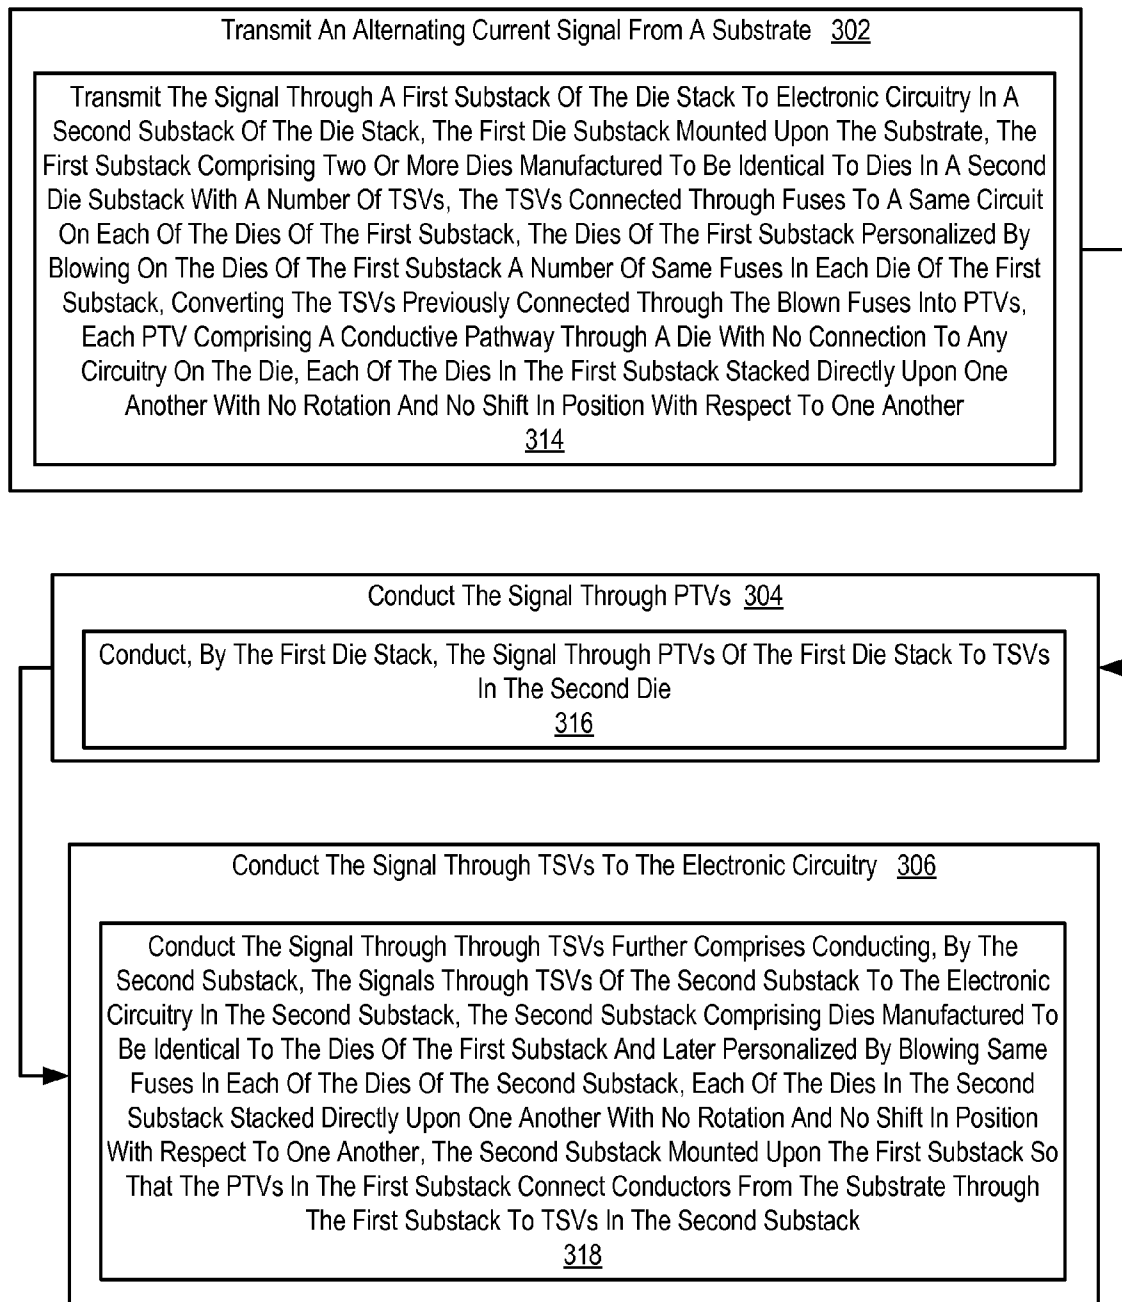 Transmit An Alternating Current Signal From A Substrate 302
Transmit The Signal Through A First Substack Of The Die Stack To Electronic Circuitry In A
Second Substack Of The Die Stack, The First Die Substack Mounted Upon The Substrate, The
First Substack Comprising Two Or More Dies Manufactured To Be Identical To Dies In A Second
Die Substack With A Number Of TSVs, The TSVs Connected Through Fuses To A Same Circuit
On Each Of The Dies Of The First Substack, The Dies Of The First Substack Personalized By
Blowing On The Dies Of The First Substack A Number Of Same Fuses In Each Die Of The First
Substack, Converting The TSVs Previously Connected Through The Blown Fuses Into PTVs,
Each PTV Comprising A Conductive Pathway Through A Die With No Connection To Any
Circuitry On The Die, Each Of The Dies In The First Substack Stacked Directly Upon One
Another With No Rotation And No Shift In Position With Respect To One Another
314
Conduct The Signal Through PTVs 304
Conduct, By The First Die Stack, The Signal Through PTVs Of The First Die Stack To TSVs
In The Second Die
316
Conduct The Signal Through TSVs To The Electronic Circuitry 306
Conduct The Signal Through Through TSVs Further Comprises Conducting, By The
Second Substack, The Signals Through TSVs Of The Second Substack To The Electronic
Circuitry In The Second Substack, The Second Substack Comprising Dies Manufactured To
Be Identical To The Dies Of The First Substack And Later Personalized By Blowing Same
Fuses In Each Of The Dies Of The Second Substack, Each Of The Dies In The Second
Substack Stacked Directly Upon One Another With No Rotation And No Shift In Position
With Respect To One Another, The Second Substack Mounted Upon The First Substack So
That The PTVs In The First Substack Connect Conductors From The Substrate Through
The First Substack To TSVs In The Second Substack
318